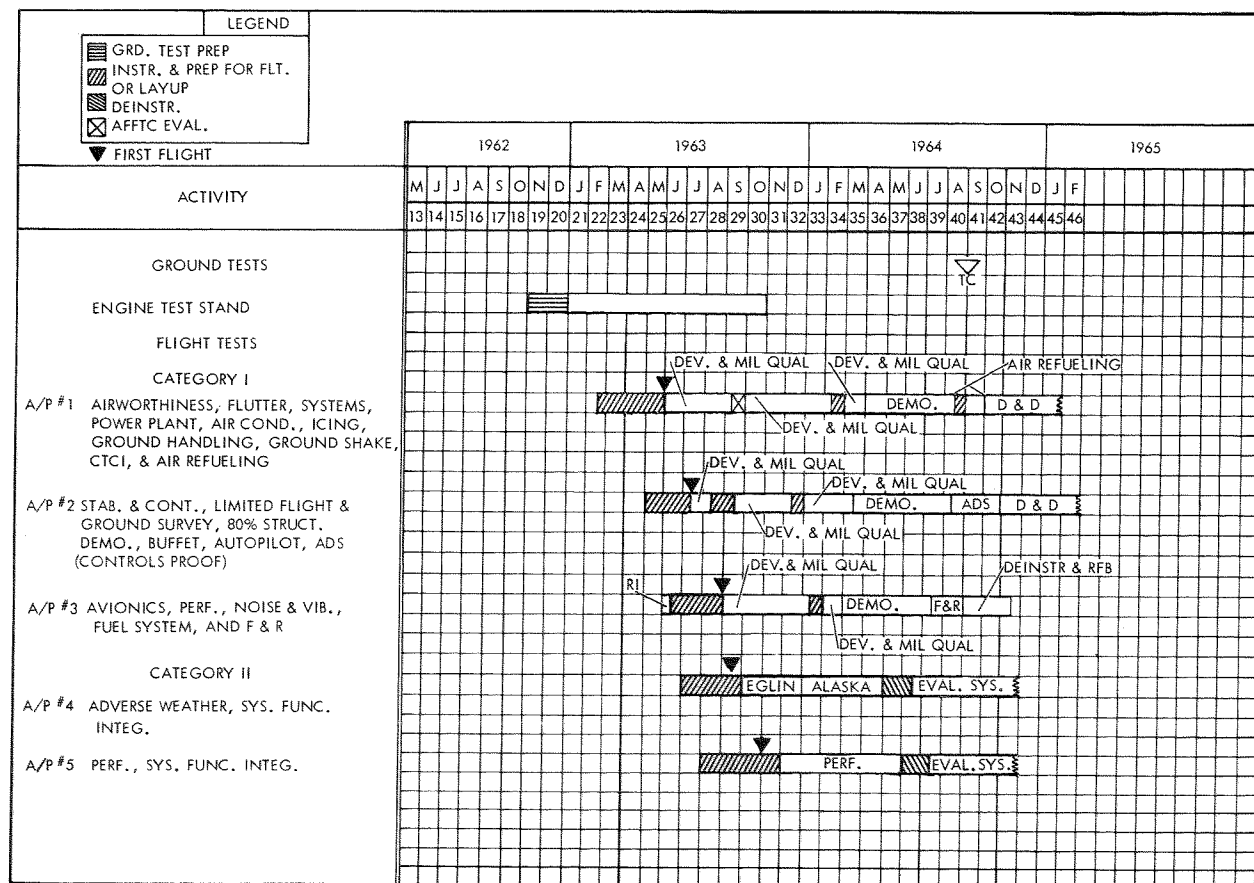 LEGEND
GRD. TEST PREP
INSTR. & PREP FOR FLT.
OR LAYUP
DEINSTR.
AFFTC EVAL.
FIRST FLIGHT
1962 1963 1964 1965
ACTIVITY
M J J A S O N D J F M A M J J A S O N D J F M A M J J A S O N D J F
13 14 15 16 17 18 19 20 21 22 23 24 25 26 27 28 29 30 31 32 33 34 35 36 37 38 39 40 41 42 43 44 45 46
GROUND TESTS
TC
ENGINE TEST STAND
FLIGHT TESTS
DEV. & MIL QUAL DEV. & MIL QUAL AIR REFUELING
CATEGORY I
A/P #1 AIRWORTHINESS, FLUTTER, SYSTEMS,
DEMO. D & D
POWER PLANT, AIR COND., ICING,
DEV. & MIL QUAL
GROUND HANDLING, GROUND SHAKE,
CTCI, & AIR REFUELING
DEV. & MIL QUAL
DEV. & MIL QUAL
A/P #2 STAB. & CONT., LIMITED FLIGHT &
DEMO. ADS D & D
GROUND SURVEY, 80% STRUCT.
DEMO., BUFFET, AUTOPILOT, ADS
DEV. & MIL QUAL
(CONTROLS PROOF)
DEV. & MIL QUAL DEINSTR & RFB
RI
A/P #3 AVIONICS, PERF., NOISE & VIB.,
DEMO. F&R
FUEL SYSTEM, AND F & R
DEV. & MIL QUAL
CATEGORY II
EGLIN ALASKA EVAL. SYS.
A/P #4 ADVERSE WEATHER, SYS. FUNC.
INTEG.
A/P #5 PERF., SYS. FUNC. INTEG.
PERF. EVAL. SYS.